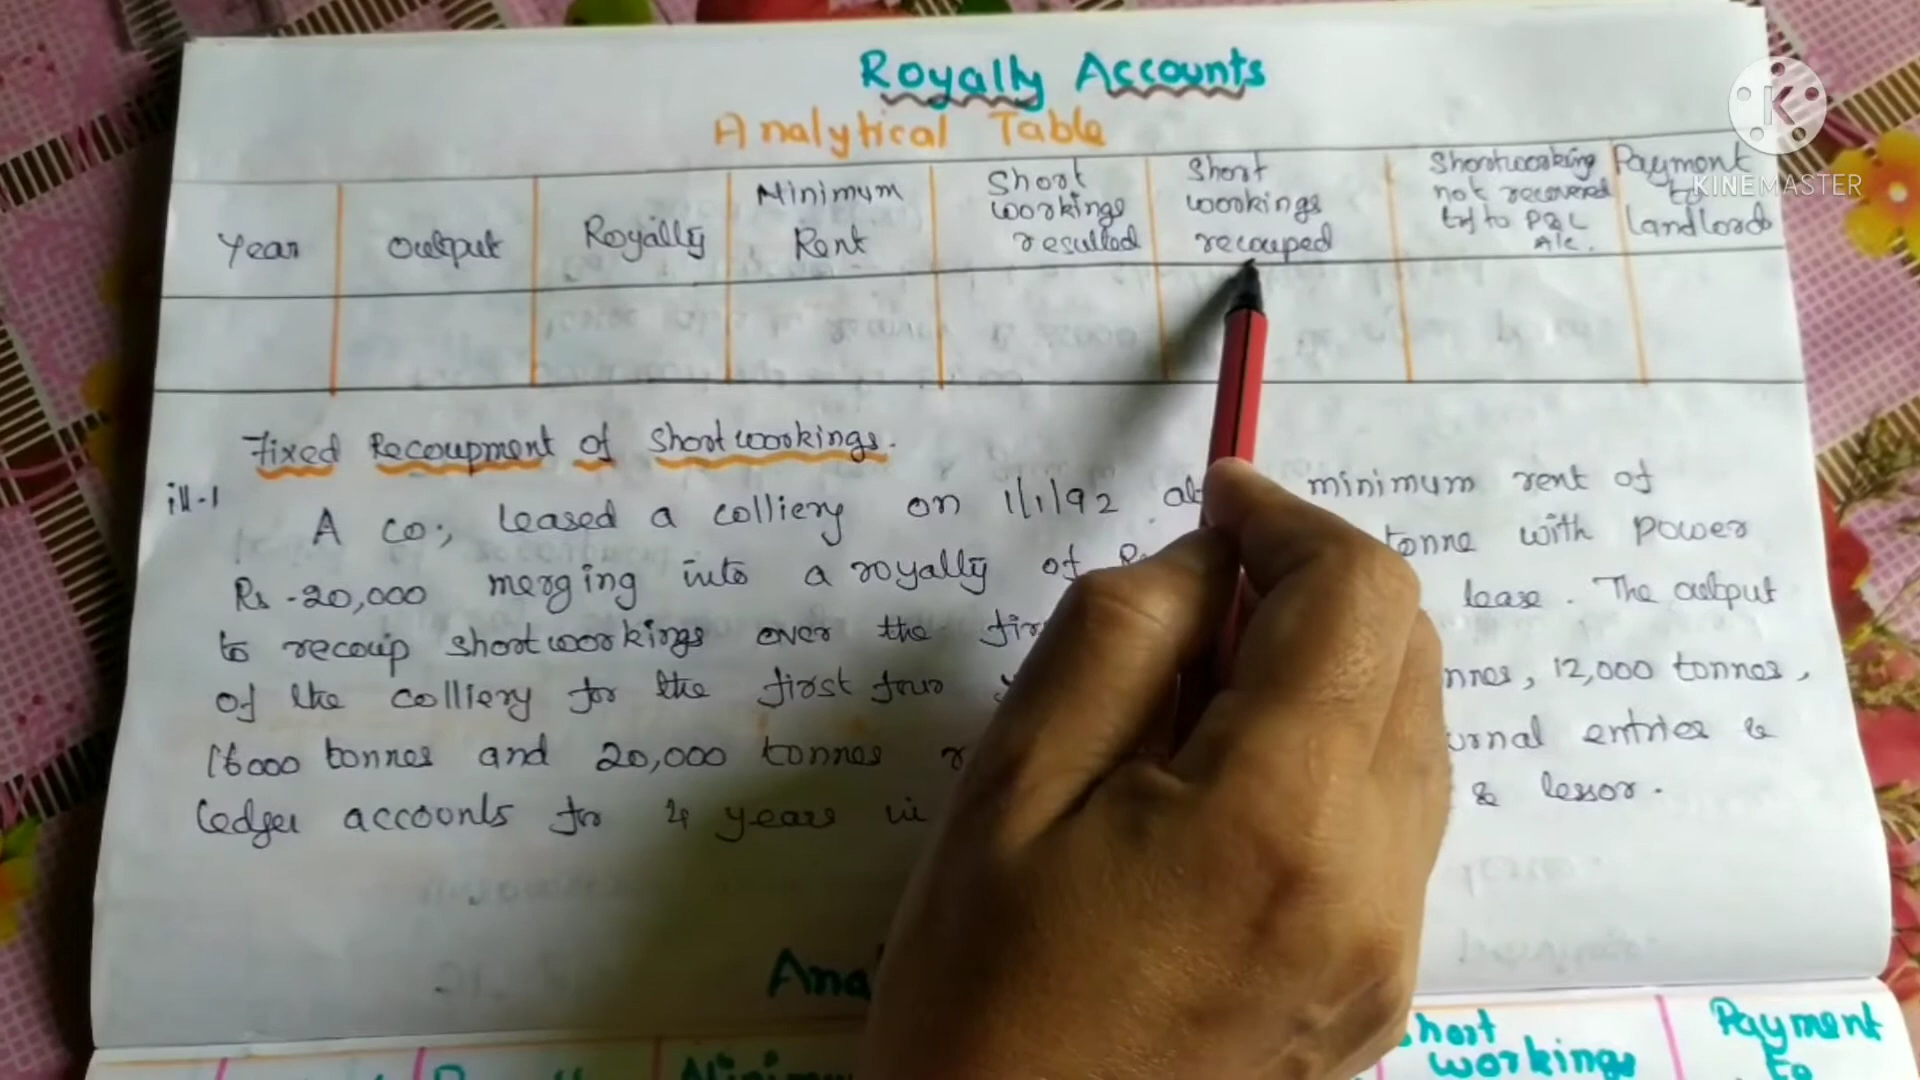 Royalty Accounts
Analytical Table
Year
Output
Royalty
Minimum
Rent
Short
workings
resulted
Short
workings
recouped
Shortworking
not recovered
trf to P&L
A/c.
Payment
to
landlord
KINEMASTER
Fixed Recoupment of Shortworkings.
ill-1
A co., leased a colliery on 1/1/92 at minimum rent of
Rs.20,000 merging into a royalty of tonne with power
to recoup shortworkings over the lease. The output
of the colliery for the first four 12,000 tonnes,
16000 tonnes and 20,000 tonnes entries &
Ledger accounts for 4 years in & lessor.
Short
workings
Payment
To